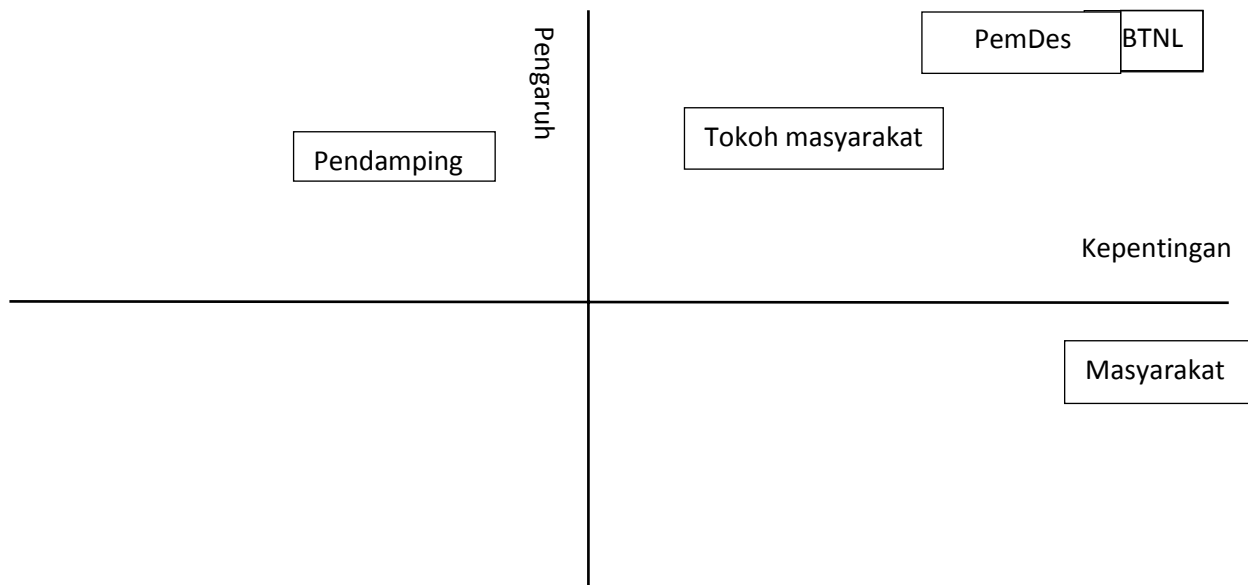 Pengaruh
PemDes
BTNL
Tokoh masyarakat
Pendamping
Kepentingan
Masyarakat